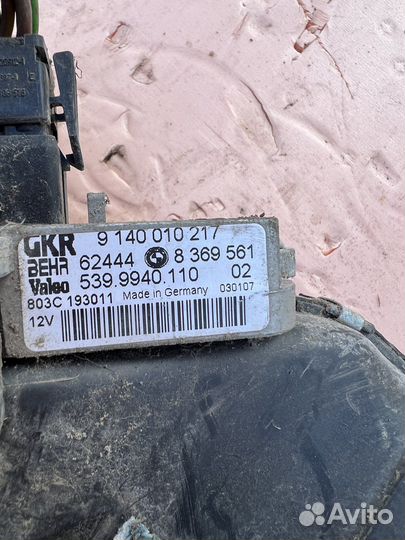 GKR 9 140 010 217
BEHR 62444 8 369 561
Valeo 539.9940.110 02
803C 193011 Made in Germany 030107
12V
Avito